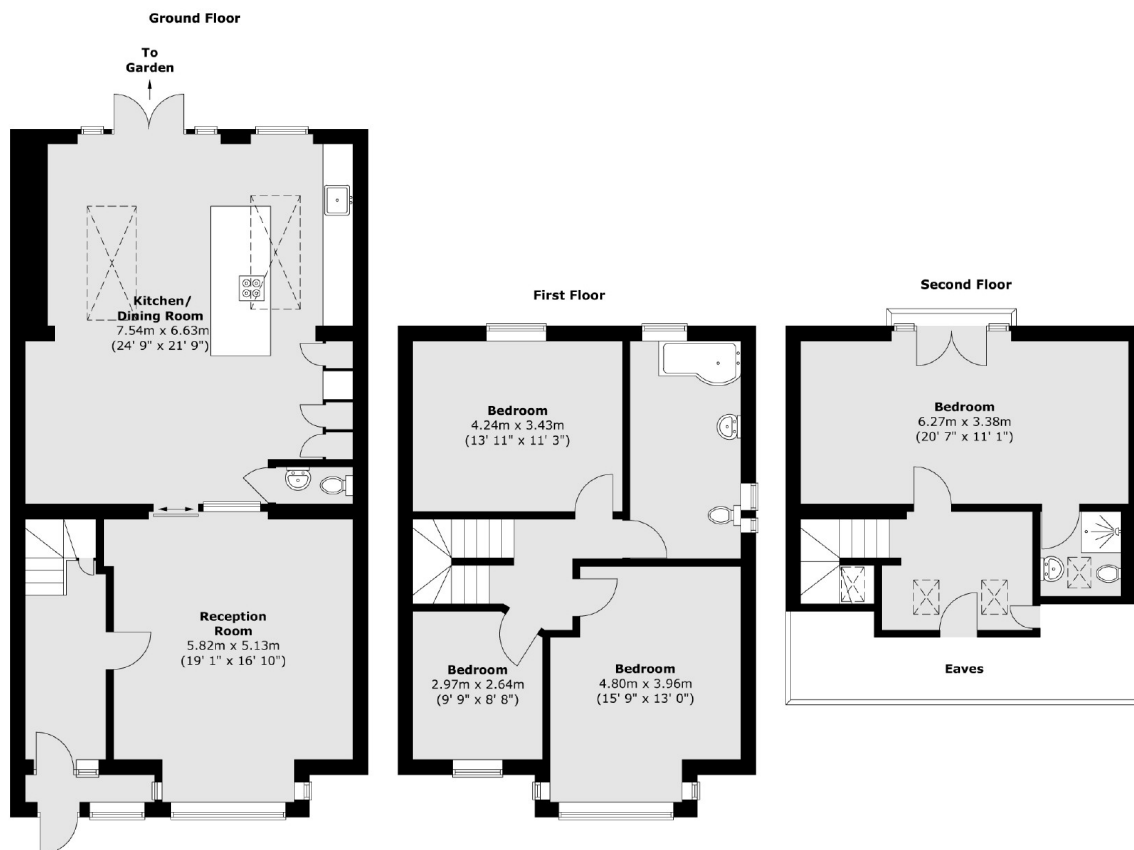 Ground Floor
To
Garden
Kitchen/
Dining Room
7.54m x 6.63m
(24' 9" x 21' 9")
Reception
Room
5.82m x 5.13m
(19' 1" x 16' 10")
First Floor
Bedroom
4.24m x 3.43m
(13' 11" x 11' 3")
Bedroom
2.97m x 2.64m
(9' 9" x 8' 8")
Bedroom
4.80m x 3.96m
(15' 9" x 13' 0")
Second Floor
Bedroom
6.27m x 3.38m
(20' 7" x 11' 1")
Eaves